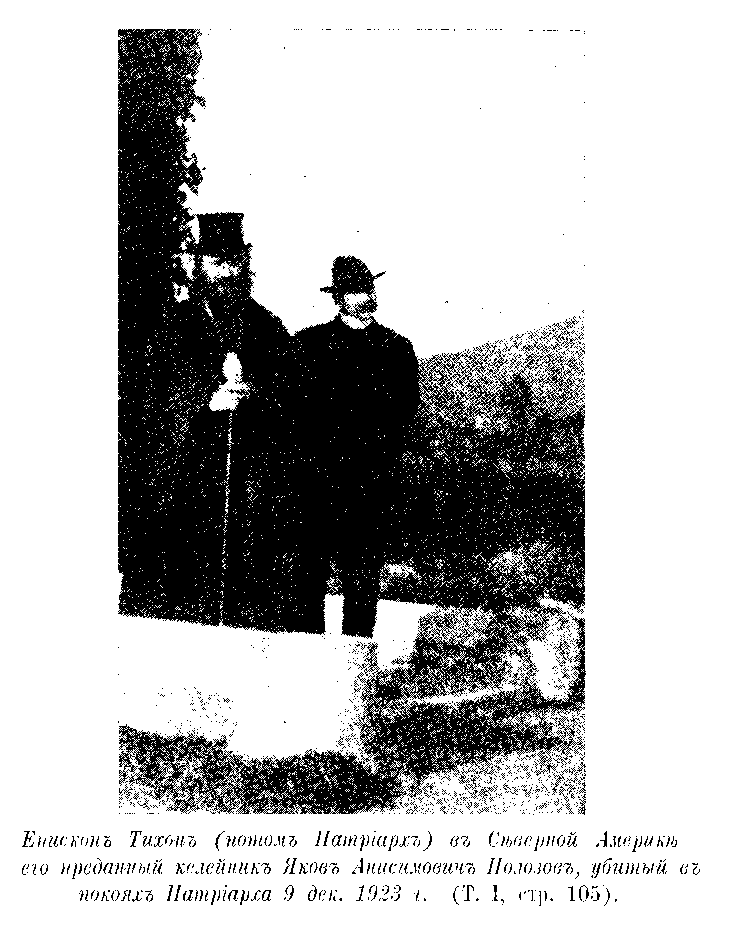 Епископъ Тихонъ (потомъ Патріархъ) въ Сѣверной Америкѣ
его преданный келейникъ Яковъ Анисимовичъ Полозовъ, убитый въ
покояхъ Патріарха 9 дек. 1923 г. (Т. I, стр. 105).